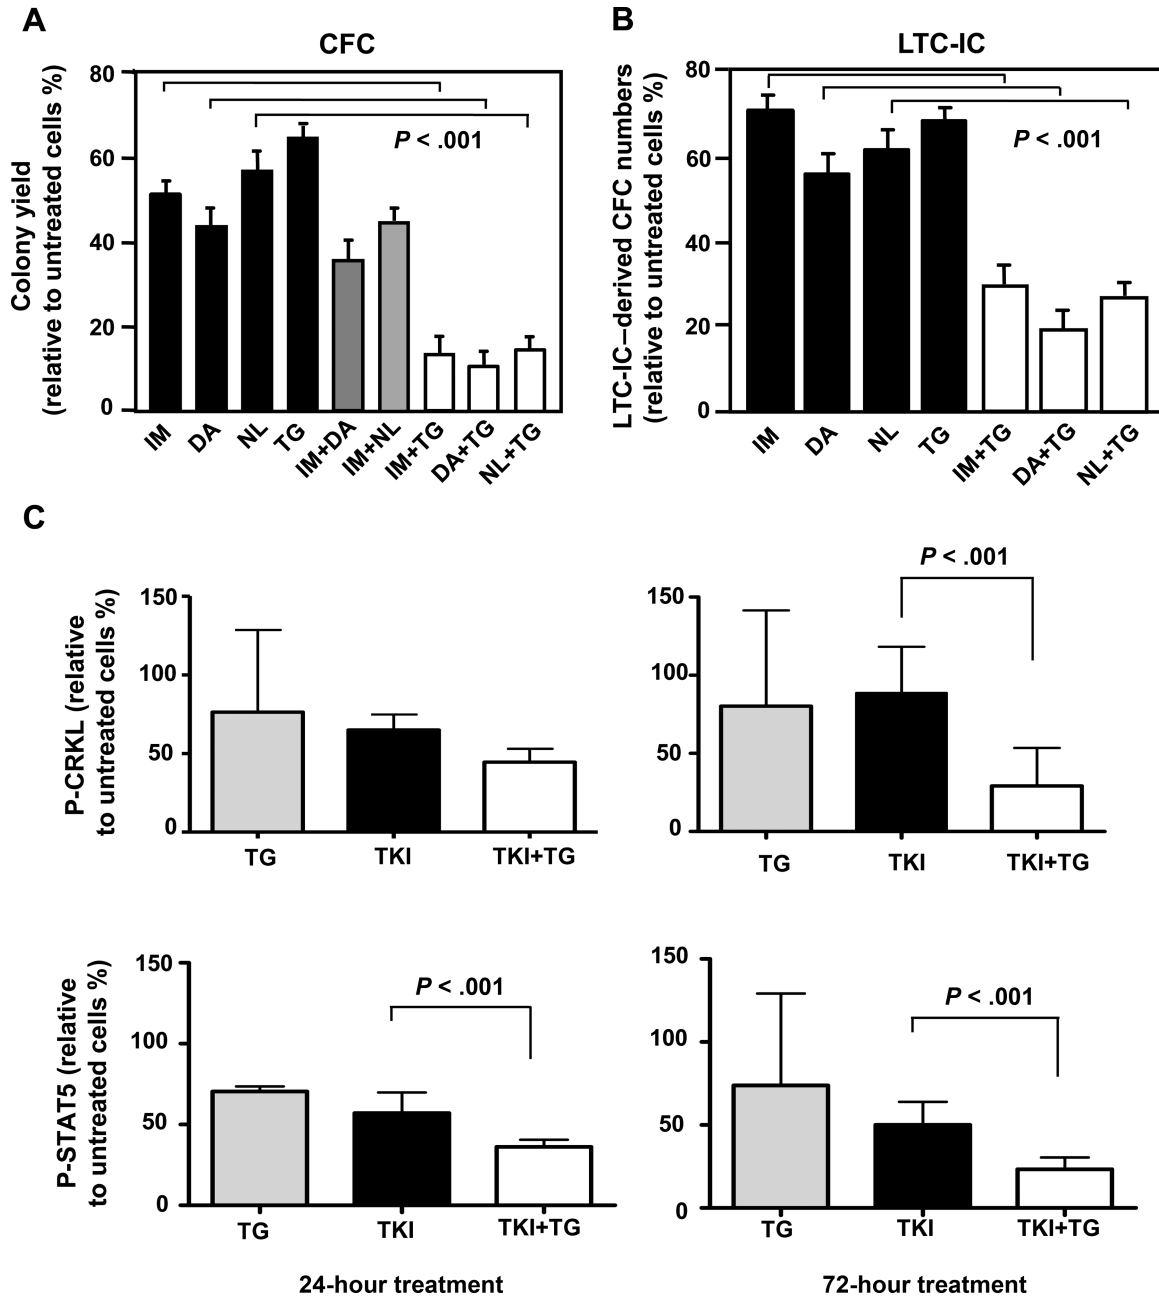 A
CFC
Colony yield
(relative to untreated cells %)
80
60
40
20
0
P < .001
IM
DA
NL
TG
IM+DA
IM+NL
IM+TG
DA+TG
NL+TG
B
LTC-IC
LTC-IC–derived CFC numbers
(relative to untreated cells %)
80
60
40
20
0
P < .001
IM
DA
NL
TG
IM+TG
DA+TG
NL+TG
C
P-CRKL (relative
to untreated cells %)
150
100
50
0
TG
TKI
TKI+TG
P < .001
150
100
50
0
TG
TKI
TKI+TG
P-STAT5 (relative
to untreated cells %)
150
100
50
0
P < .001
TG
TKI
TKI+TG
24-hour treatment
150
100
50
0
P < .001
TG
TKI
TKI+TG
72-hour treatment